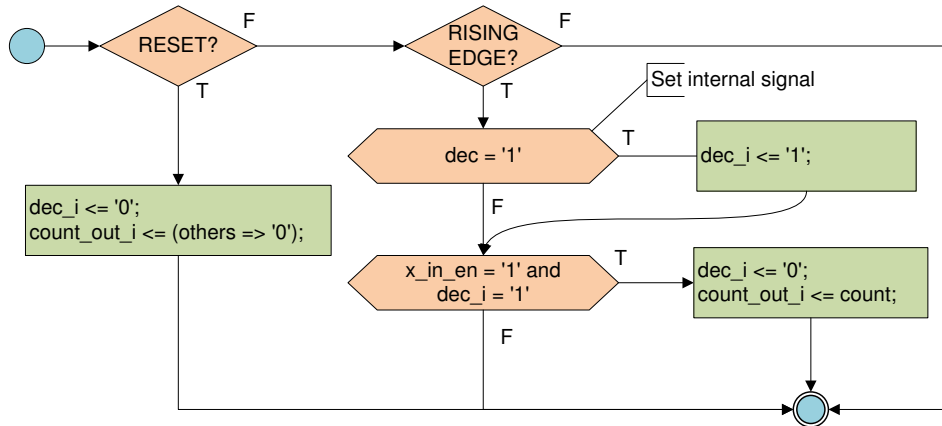 F
F
RESET?
RISING
EDGE?
T
T
Set internal signal
T
dec = '1'
dec_i <= '1';
dec_i <= '0';
count_out_i <= (others => '0');
F
x_in_en = '1' and
dec_i = '1'
T
dec_i <= '0';
count_out_i <= count;
F